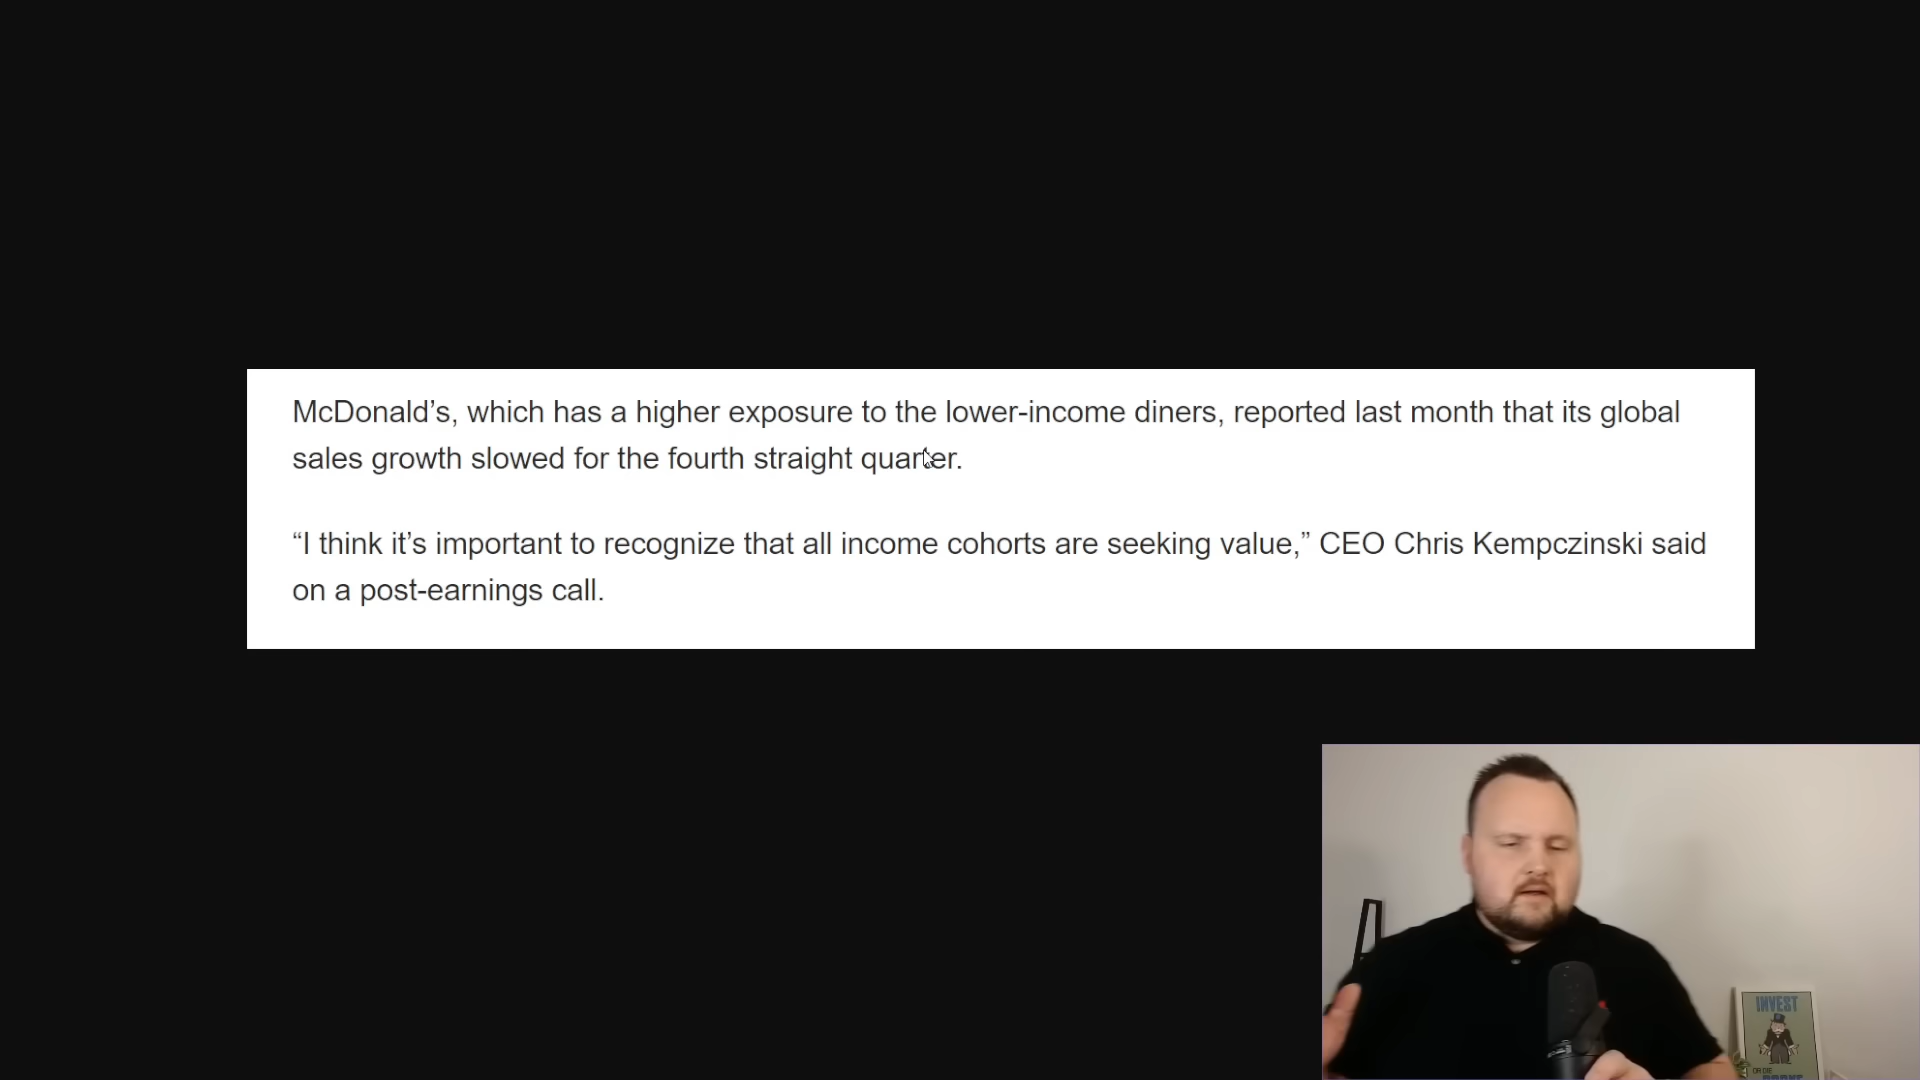 McDonald’s, which has a higher exposure to the lower-income diners, reported last month that its global
sales growth slowed for the fourth straight quarter.
“I think it’s important to recognize that all income cohorts are seeking value,” CEO Chris Kempczinski said
on a post-earnings call.
INVEST
OR DIE